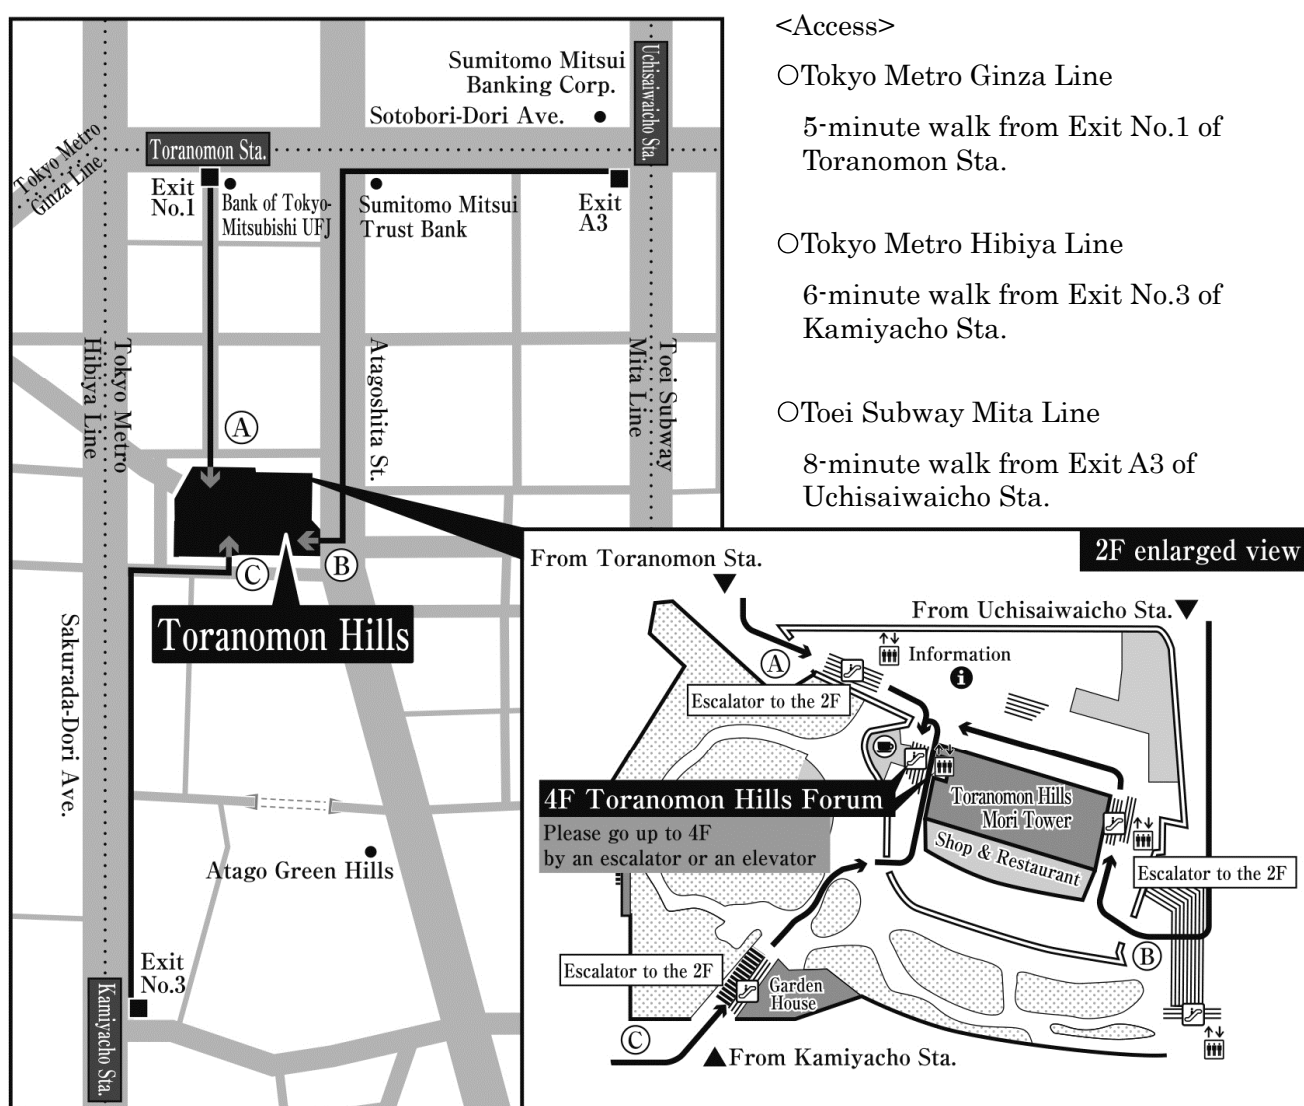 <Access>
○Tokyo Metro Ginza Line
5-minute walk from Exit No.1 of
Toranomon Sta.
○Tokyo Metro Hibiya Line
6-minute walk from Exit No.3 of
Kamiyacho Sta.
○Toei Subway Mita Line
8-minute walk from Exit A3 of
Uchisaiwaicho Sta.
Sumitomo Mitsui
Banking Corp.
Sotobori-Dori Ave.
Uchisaiwaicho Sta.
Tokyo Metro
Ginza Line
Toranomon Sta.
Exit
No.1
Bank of Tokyo-
Mitsubishi UFJ
Sumitomo Mitsui
Trust Bank
Exit
A3
Tokyo Metro
Hibiya Line
Atagoshita St.
Toei Subway
Mita Line
A
B
C
Toranomon Hills
Sakurada-Dori Ave.
Atago Green Hills
Exit
No.3
Kamiyacho Sta.
2F enlarged view
From Toranomon Sta.
From Uchisaiwaicho Sta.
A
Information
i
Escalator to the 2F
4F Toranomon Hills Forum
Please go up to 4F
by an escalator or an elevator
Toranomon Hills
Mori Tower
Shop & Restaurant
Escalator to the 2F
B
Escalator to the 2F
Garden
House
C
From Kamiyacho Sta.